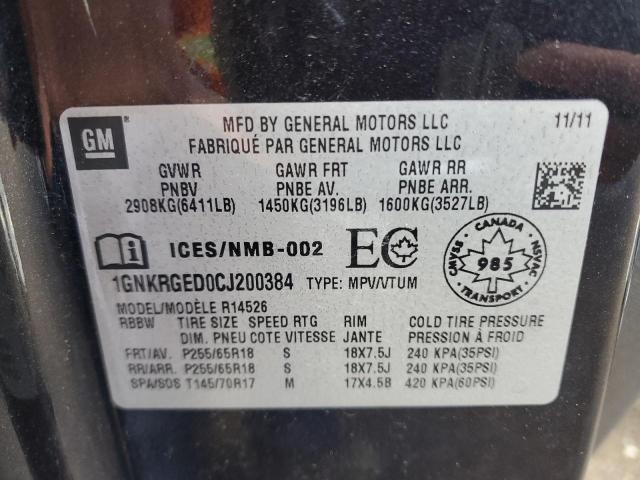 GM
MFD BY GENERAL MOTORS LLC 11/11
FABRIQUÉ PAR GENERAL MOTORS LLC
GVWR GAWR FRT GAWR RR
PNBV PNBE AV. PNBE ARR.
2908KG(6411LB) 1450KG(3196LB) 1600KG(3527LB)
ICES/NMB-002 EC
CANADA
CMVSS 985 NSVAC
TRANSPORT
1GNKRGED0CJ200384 TYPE: MPV/VTUM
MODEL/MODÈLE R14526
RBBW TIRE SIZE SPEED RTG RIM COLD TIRE PRESSURE
DIM. PNEU COTE VITESSE JANTE PRESSION À FROID
FRT/AV. P255/65R18 S 18X7.5J 240 KPA(35PSI)
RR/ARR. P255/65R18 S 18X7.5J 240 KPA(35PSI)
SPA/SOS T145/70R17 M 17X4.5B 420 KPA(60PSI)